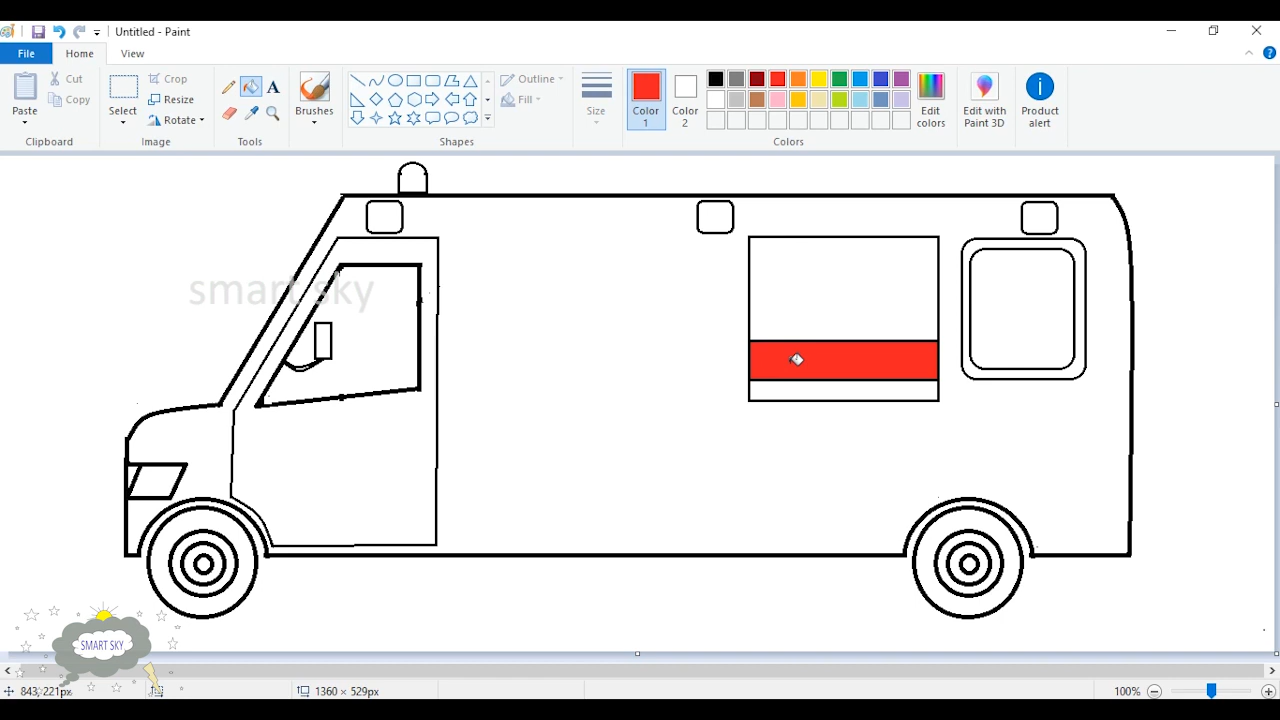 Untitled - Paint
File Home View
Paste
Cut
Copy
Clipboard
Select
Crop
Resize
Rotate
Image
Tools
Brushes
Shapes
Outline
Fill
Size
Color 1
Color 2
Colors
Edit colors
Edit with Paint 3D
Product alert
smart sky
SMART SKY
843, 221px
1360 × 529px
100%